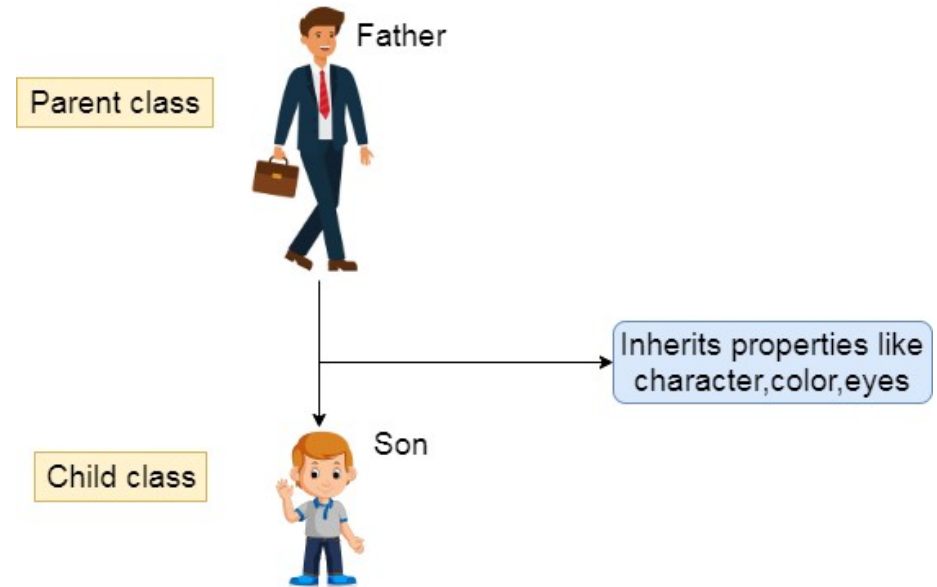 Father
Parent class
Inherits properties like
character,color,eyes
Son
Child class